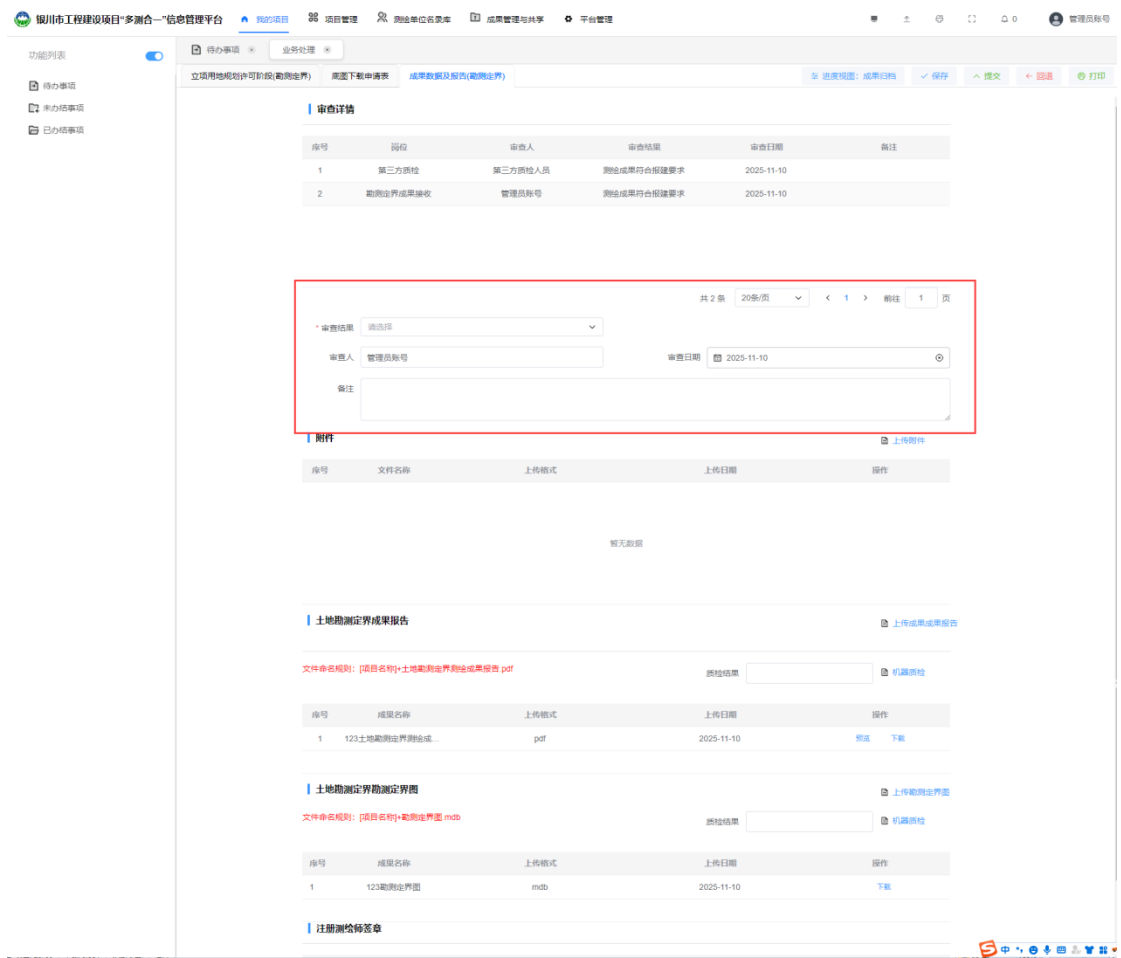 银川市工程建设项目“多测合一”信息管理平台 我的项目 项目管理 测绘单位名录库 成果管理与共享 平台管理 0 管理员账号
功能列表 待办事项 业务处理
待办事项
未办结事项
已办结事项
立项用地规划许可阶段(勘测定界) 底图下载申请表 成果数据及报告(勘测定界) 进度视图：成果归档 保存 提交 回退 打印
审查详情
序号 岗位 审查人 审查结果 审查日期 备注
1 第三方质检 第三方质检人员 测绘成果符合报建要求 2025-11-10
2 勘测定界成果接收 管理员账号 测绘成果符合报建要求 2025-11-10
共 2 条 20条/页 1 前往 1 页
* 审查结果 请选择
审查人 管理员账号 审查日期 2025-11-10
备注
附件 上传附件
序号 文件名称 上传格式 上传日期 操作
暂无数据
土地勘测定界成果报告 上传成果成果报告
文件命名规则：[项目名称]+土地勘测定界测绘成果报告.pdf 质检结果 机器质检
序号 成果名称 上传格式 上传日期 操作
1 123土地勘测定界测绘成... pdf 2025-11-10 预览 下载
土地勘测定界勘测定界图 上传勘测定界图
文件命名规则：[项目名称]+勘测定界图.mdb 质检结果 机器质检
序号 成果名称 上传格式 上传日期 操作
1 123勘测定界图 mdb 2025-11-10 下载
注册测绘师签章
中